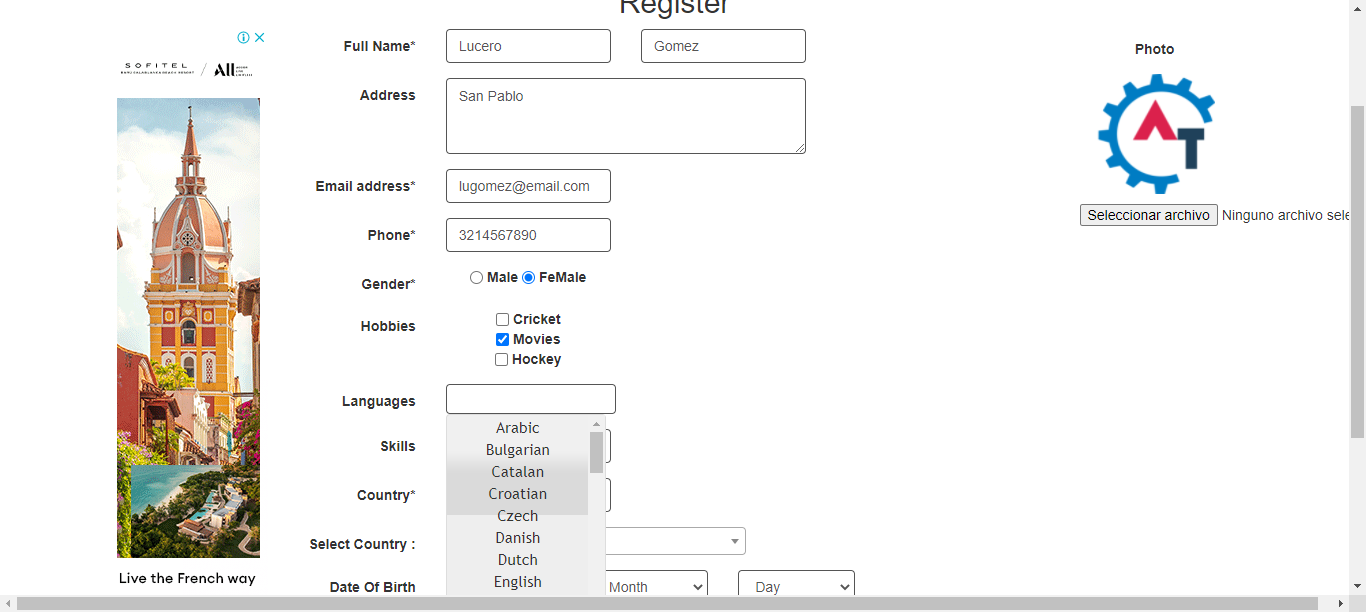 Register
SOFITEL
ALL
Live the French way
Full Name*
Lucero
Gomez
Address
San Pablo
Email address*
lugomez@email.com
Phone*
3214567890
Gender*
Male
FeMale
Hobbies
Cricket
Movies
Hockey
Languages
Arabic
Bulgarian
Catalan
Croatian
Czech
Danish
Dutch
English
Skills
Country*
Select Country :
Date Of Birth
Month
Day
Photo
AT
Seleccionar archivo
Ninguno archivo sele